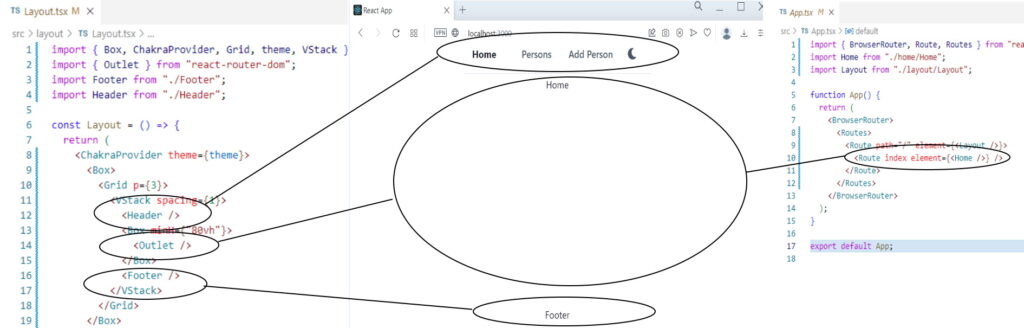 TS Layout.tsx M ×
src > layout > TS Layout.tsx > ...
1 import { Box, ChakraProvider, Grid, theme, VStack }
2 import { Outlet } from "react-router-dom";
3 import Footer from "./Footer";
4 import Header from "./Header";
5
6 const Layout = () => {
7 return (
8 <ChakraProvider theme={theme}>
9 <Box>
10 <Grid p={3}>
11 <VStack spacing={1}>
12 <Header />
13 <Box minH={"80vh"}>
14 <Outlet />
15 </Box>
16 <Footer />
17 </VStack>
18 </Grid>
19 </Box>
React App
VPN localhost:3000
Home Persons Add Person
Home
Footer
TS App.tsx M ×
src > TS App.tsx > default
1 import { BrowserRouter, Route, Routes } from "rea
2 import Home from "./home/Home";
3 import Layout from "./layout/Layout";
4
5 function App() {
6 return (
7 <BrowserRouter>
8 <Routes>
9 <Route path="/" element={<Layout />}>
10 <Route index element={<Home />} />
11 </Route>
12 </Routes>
13 </BrowserRouter>
14 );
15 }
16
17 export default App;
18